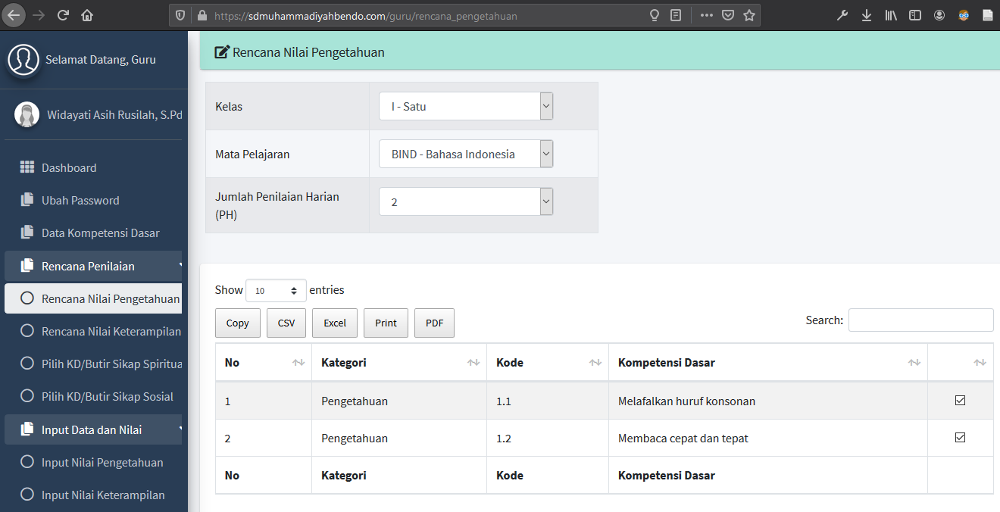 https://sdmuhammadiyahbendo.com/guru/rencana_pengetahuan
Selamat Datang, Guru
Widayati Asih Rusilah, S.Pd
Dashboard
Ubah Password
Data Kompetensi Dasar
Rencana Penilaian
Rencana Nilai Pengetahuan
Rencana Nilai Keterampilan
Pilih KD/Butir Sikap Spiritua
Pilih KD/Butir Sikap Sosial
Input Data dan Nilai
Input Nilai Pengetahuan
Input Nilai Keterampilan
Rencana Nilai Pengetahuan
Kelas I - Satu
Mata Pelajaran BIND - Bahasa Indonesia
Jumlah Penilaian Harian
(PH) 2
Show 10 entries
Copy CSV Excel Print PDF Search:
No Kategori Kode Kompetensi Dasar
1 Pengetahuan 1.1 Melafalkan huruf konsonan
2 Pengetahuan 1.2 Membaca cepat dan tepat
No Kategori Kode Kompetensi Dasar